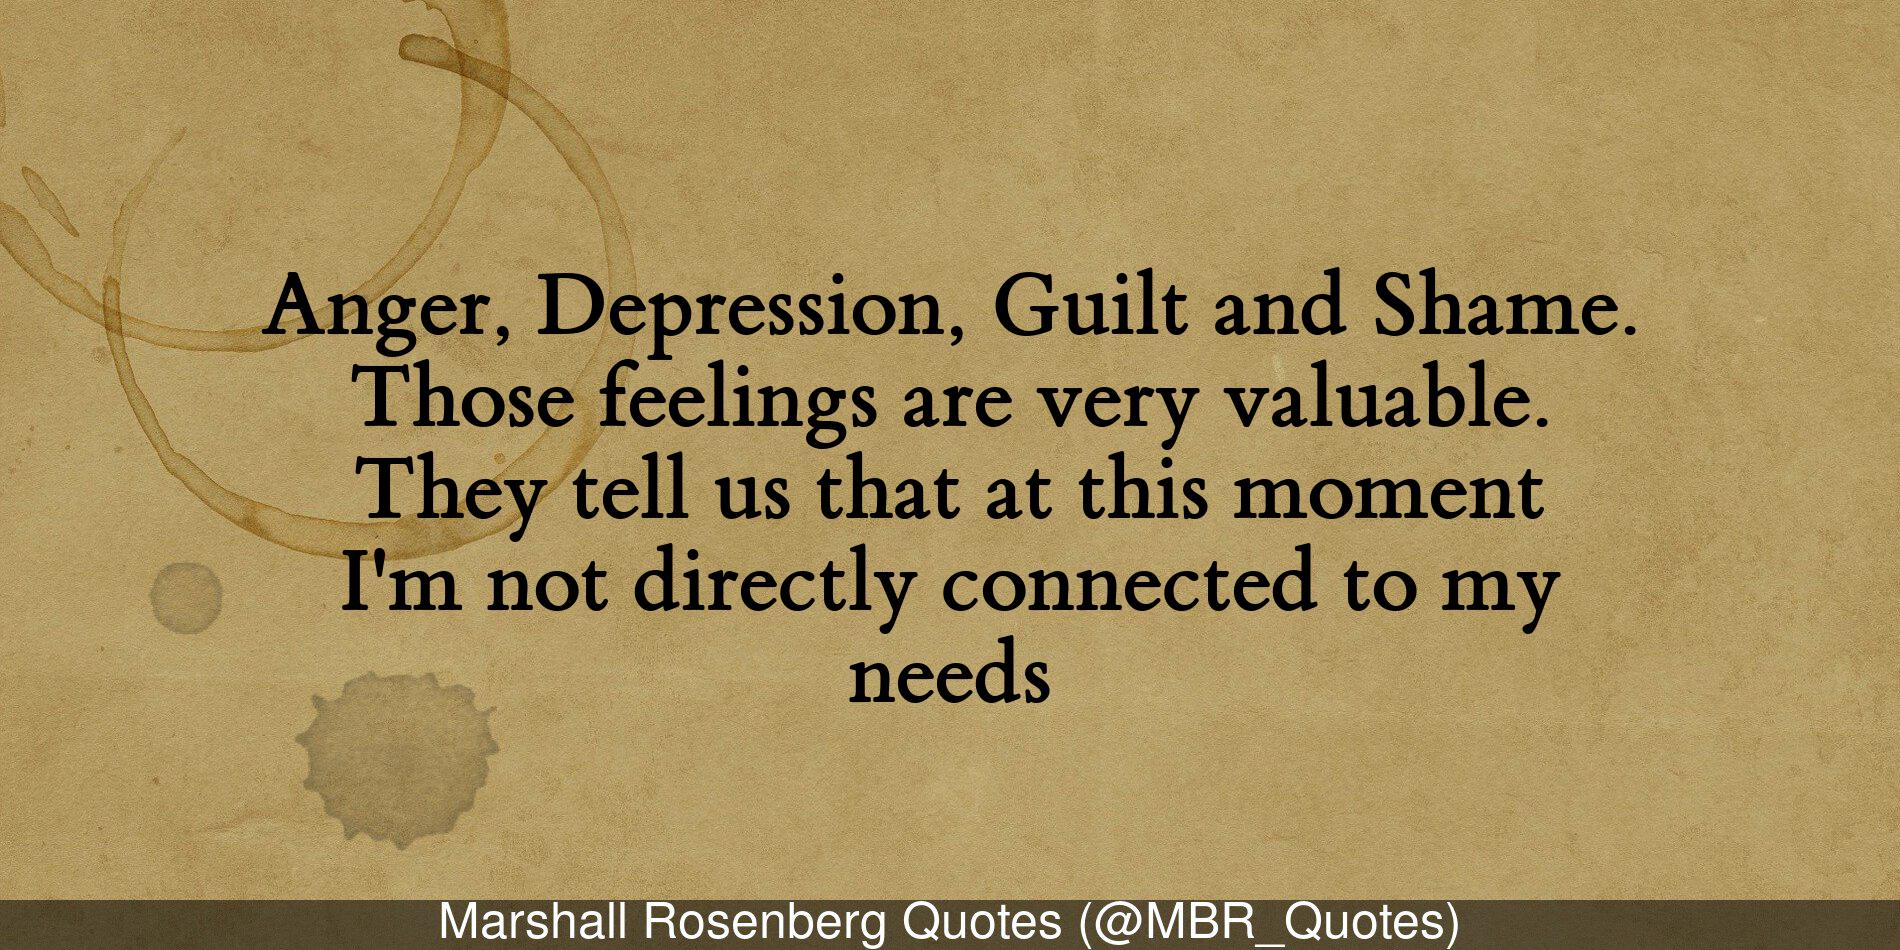 Anger, Depression, Guilt and Shame.
Those feelings are very valuable.
They tell us that at this moment
I'm not directly connected to my
needs
Marshall Rosenberg Quotes (@MBR_Quotes)